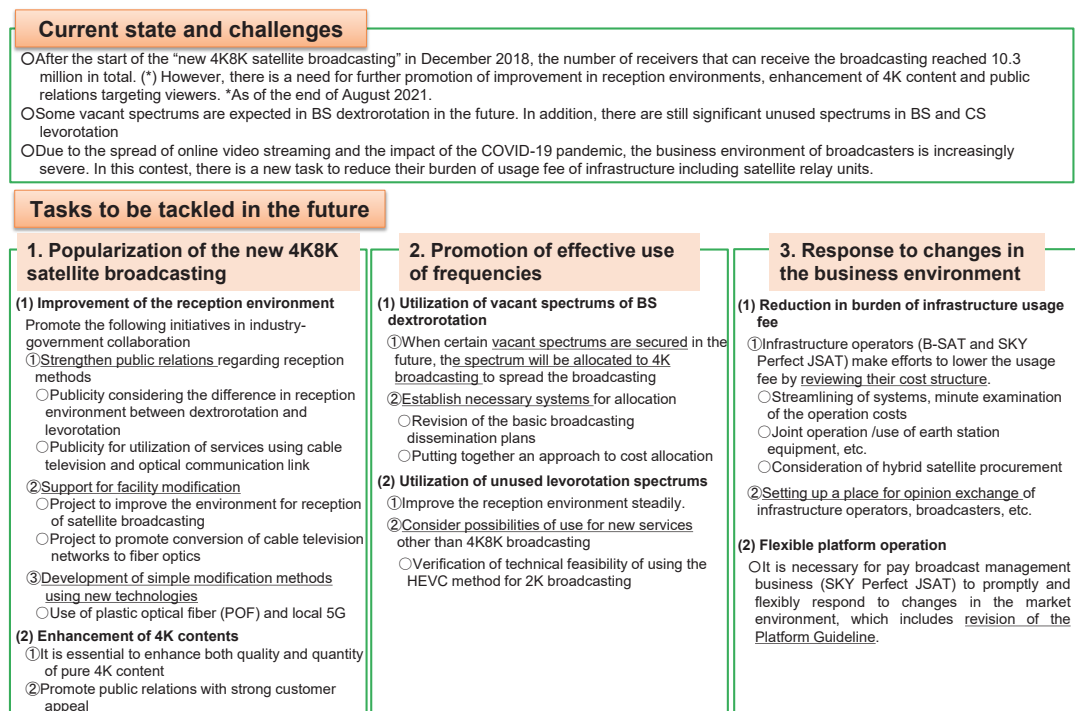 Current state and challenges
○After the start of the “new 4K8K satellite broadcasting” in December 2018, the number of receivers that can receive the broadcasting reached 10.3
million in total. (*) However, there is a need for further promotion of improvement in reception environments, enhancement of 4K content and public
relations targeting viewers. *As of the end of August 2021.
○Some vacant spectrums are expected in BS dextrorotation in the future. In addition, there are still significant unused spectrums in BS and CS
levorotation
○Due to the spread of online video streaming and the impact of the COVID-19 pandemic, the business environment of broadcasters is increasingly
severe. In this contest, there is a new task to reduce their burden of usage fee of infrastructure including satellite relay units.
Tasks to be tackled in the future
1. Popularization of the new 4K8K
satellite broadcasting
(1) Improvement of the reception environment
Promote the following initiatives in industry-
government collaboration
①Strengthen public relations regarding reception
methods
○Publicity considering the difference in reception
environment between dextrorotation and
levorotation
○Publicity for utilization of services using cable
television and optical communication link
②Support for facility modification
○Project to improve the environment for reception
of satellite broadcasting
○Project to promote conversion of cable television
networks to fiber optics
③Development of simple modification methods
using new technologies
○Use of plastic optical fiber (POF) and local 5G
(2) Enhancement of 4K contents
①It is essential to enhance both quality and quantity
of pure 4K content
②Promote public relations with strong customer
appeal
2. Promotion of effective use
of frequencies
(1) Utilization of vacant spectrums of BS
dextrorotation
①When certain vacant spectrums are secured in the
future, the spectrum will be allocated to 4K
broadcasting to spread the broadcasting
②Establish necessary systems for allocation
○Revision of the basic broadcasting
dissemination plans
○Putting together an approach to cost allocation
(2) Utilization of unused levorotation spectrums
①Improve the reception environment steadily.
②Consider possibilities of use for new services
other than 4K8K broadcasting
○Verification of technical feasibility of using the
HEVC method for 2K broadcasting
3. Response to changes in
the business environment
(1) Reduction in burden of infrastructure usage
fee
①Infrastructure operators (B-SAT and SKY
Perfect JSAT) make efforts to lower the usage
fee by reviewing their cost structure.
○Streamlining of systems, minute examination
of the operation costs
○Joint operation /use of earth station
equipment, etc.
○Consideration of hybrid satellite procurement
②Setting up a place for opinion exchange of
infrastructure operators, broadcasters, etc.
(2) Flexible platform operation
○It is necessary for pay broadcast management
business (SKY Perfect JSAT) to promptly and
flexibly respond to changes in the market
environment, which includes revision of the
Platform Guideline.